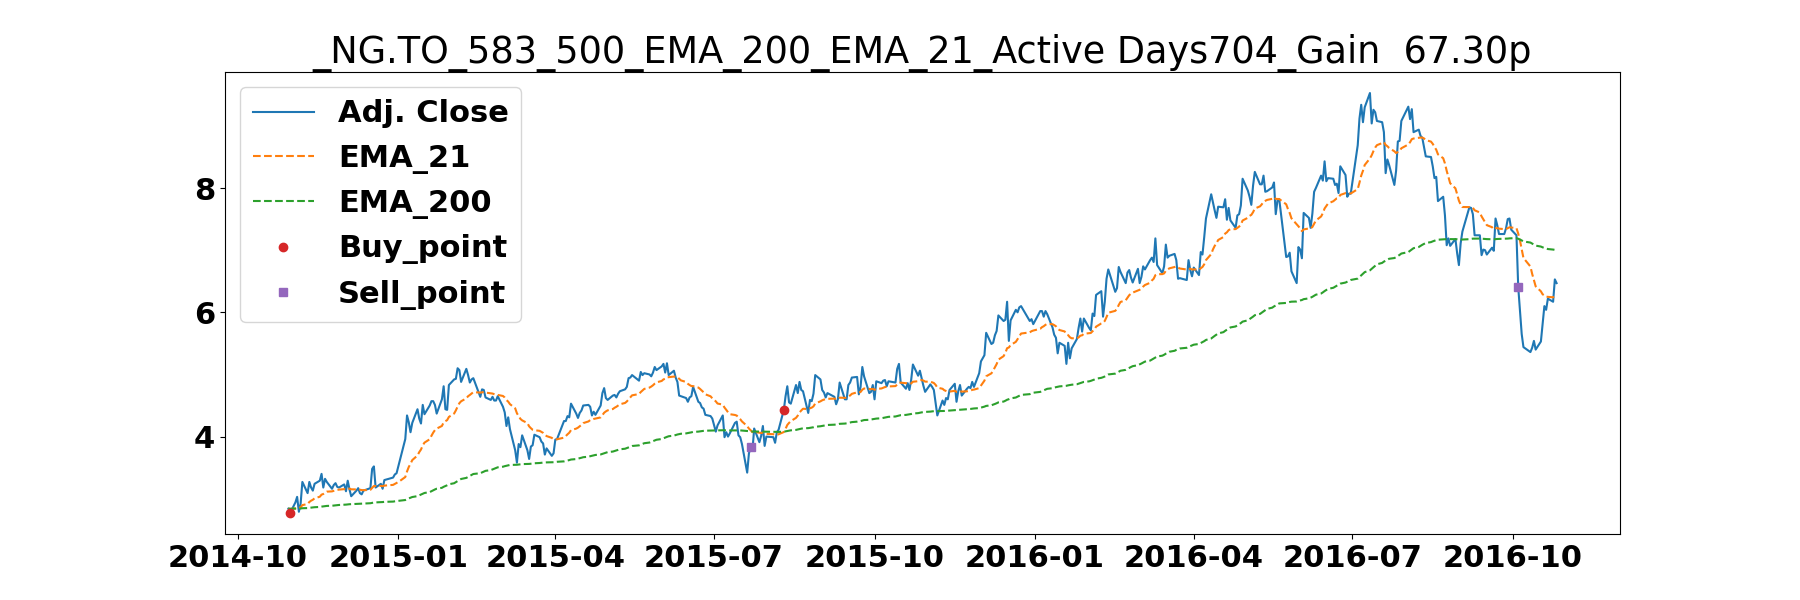 _NG.TO_583_500_EMA_200_EMA_21_Active Days704_Gain  67.30p
Adj. Close
EMA_21
EMA_200
Buy_point
Sell_point
8
6
4
2014-10 2015-01 2015-04 2015-07 2015-10 2016-01 2016-04 2016-07 2016-10